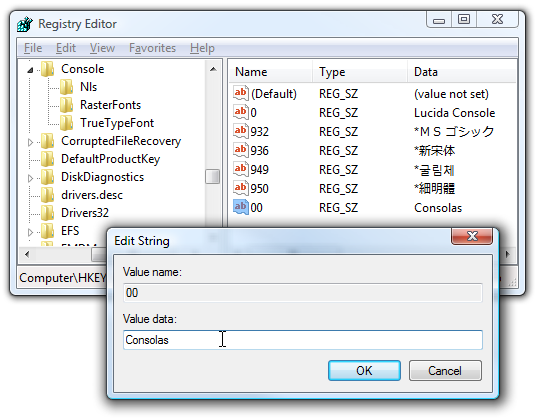 Registry Editor
File Edit View Favorites Help
Console
Nls
RasterFonts
TrueTypeFont
CorruptedFileRecovery
DefaultProductKey
DiskDiagnostics
drivers.desc
Drivers32
EFS
Name Type Data
(Default) REG_SZ (value not set)
0 REG_SZ Lucida Console
932 REG_SZ *ＭＳ ゴシック
936 REG_SZ *新宋体
949 REG_SZ *굴림체
950 REG_SZ *細明體
00 REG_SZ Consolas
Computer\HKEY
Edit String
Value name:
00
Value data:
Consolas
OK Cancel